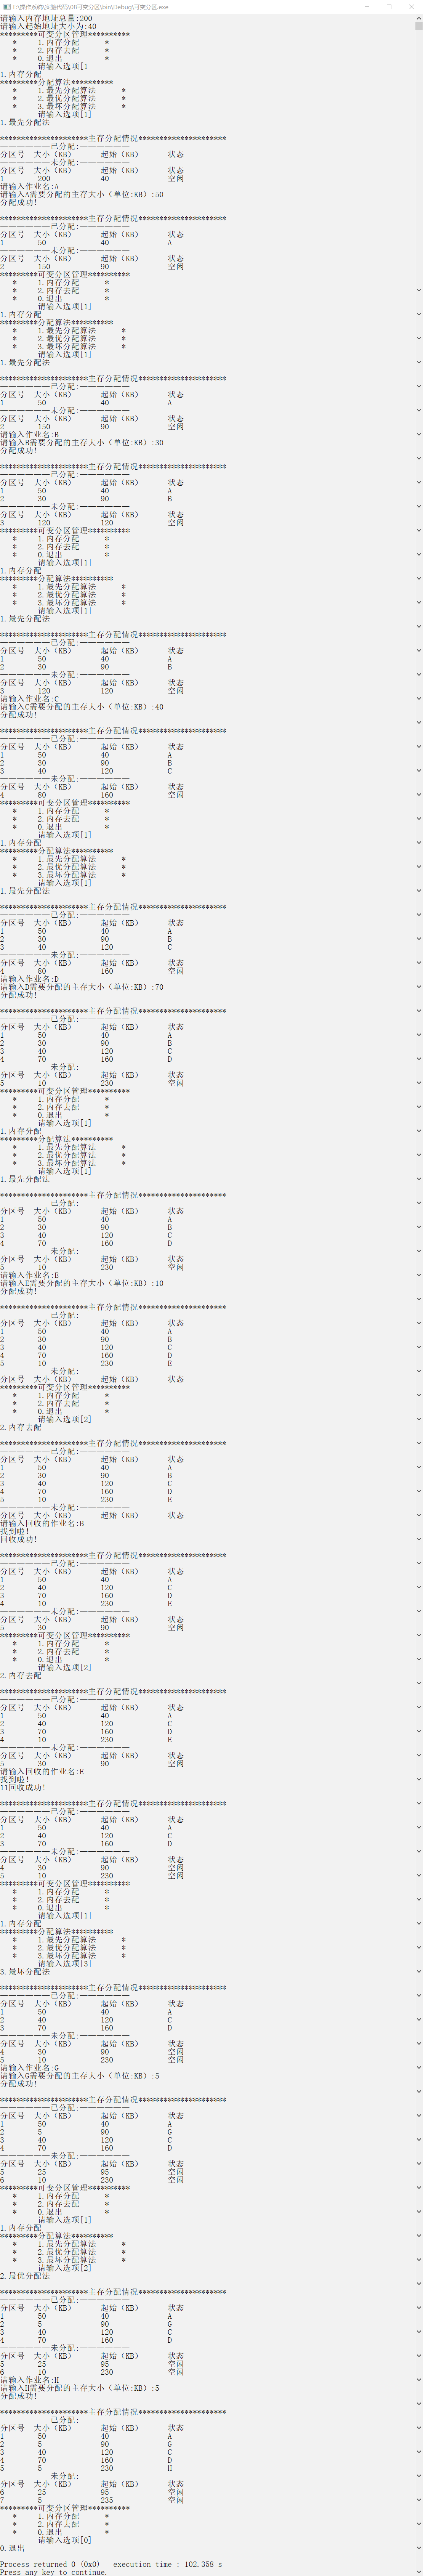 F:\操作系统\实验代码\08可变分区\bin\Debug\可变分区.exe
请输入内存地址总量:200
请输入起始地址大小为:40
*********可变分区管理**********
* 1.内存分配 *
* 2.内存去配 *
* 0.退出 *
请输入选项[1
1.内存分配
*********分配算法**********
* 1.最先分配算法 *
* 2.最优分配算法 *
* 3.最坏分配算法 *
请输入选项[1]
1.最先分配法
*********************主存分配情况*********************
——————已分配:——————
分区号 大小（KB） 起始（KB） 状态
——————未分配:——————
分区号 大小（KB） 起始（KB） 状态
1 200 40 空闲
请输入作业名:A
请输入A需要分配的主存大小（单位:KB）:50
分配成功!
*********************主存分配情况*********************
——————已分配:——————
分区号 大小（KB） 起始（KB） 状态
1 50 40 A
——————未分配:——————
分区号 大小（KB） 起始（KB） 状态
2 150 90 空闲
*********可变分区管理**********
* 1.内存分配 *
* 2.内存去配 *
* 0.退出 *
请输入选项[1]
1.内存分配
*********分配算法**********
* 1.最先分配算法 *
* 2.最优分配算法 *
* 3.最坏分配算法 *
请输入选项[1]
1.最先分配法
*********************主存分配情况*********************
——————已分配:——————
分区号 大小（KB） 起始（KB） 状态
1 50 40 A
——————未分配:——————
分区号 大小（KB） 起始（KB） 状态
2 150 90 空闲
请输入作业名:B
请输入B需要分配的主存大小（单位:KB）:30
分配成功!
*********************主存分配情况*********************
——————已分配:——————
分区号 大小（KB） 起始（KB） 状态
1 50 40 A
2 30 90 B
——————未分配:——————
分区号 大小（KB） 起始（KB） 状态
3 120 120 空闲
*********可变分区管理**********
* 1.内存分配 *
* 2.内存去配 *
* 0.退出 *
请输入选项[1]
1.内存分配
*********分配算法**********
* 1.最先分配算法 *
* 2.最优分配算法 *
* 3.最坏分配算法 *
请输入选项[1]
1.最先分配法
*********************主存分配情况*********************
——————已分配:——————
分区号 大小（KB） 起始（KB） 状态
1 50 40 A
2 30 90 B
——————未分配:——————
分区号 大小（KB） 起始（KB） 状态
3 120 120 空闲
请输入作业名:C
请输入C需要分配的主存大小（单位:KB）:40
分配成功!
*********************主存分配情况*********************
——————已分配:——————
分区号 大小（KB） 起始（KB） 状态
1 50 40 A
2 30 90 B
3 40 120 C
——————未分配:——————
分区号 大小（KB） 起始（KB） 状态
4 80 160 空闲
*********可变分区管理**********
* 1.内存分配 *
* 2.内存去配 *
* 0.退出 *
请输入选项[1]
1.内存分配
*********分配算法**********
* 1.最先分配算法 *
* 2.最优分配算法 *
* 3.最坏分配算法 *
请输入选项[1]
1.最先分配法
*********************主存分配情况*********************
——————已分配:——————
分区号 大小（KB） 起始（KB） 状态
1 50 40 A
2 30 90 B
3 40 120 C
——————未分配:——————
分区号 大小（KB） 起始（KB） 状态
4 80 160 空闲
请输入作业名:D
请输入D需要分配的主存大小（单位:KB）:70
分配成功!
*********************主存分配情况*********************
——————已分配:——————
分区号 大小（KB） 起始（KB） 状态
1 50 40 A
2 30 90 B
3 40 120 C
4 70 160 D
——————未分配:——————
分区号 大小（KB） 起始（KB） 状态
5 10 230 空闲
*********可变分区管理**********
* 1.内存分配 *
* 2.内存去配 *
* 0.退出 *
请输入选项[1]
1.内存分配
*********分配算法**********
* 1.最先分配算法 *
* 2.最优分配算法 *
* 3.最坏分配算法 *
请输入选项[1]
1.最先分配法
*********************主存分配情况*********************
——————已分配:——————
分区号 大小（KB） 起始（KB） 状态
1 50 40 A
2 30 90 B
3 40 120 C
4 70 160 D
——————未分配:——————
分区号 大小（KB） 起始（KB） 状态
5 10 230 空闲
请输入作业名:E
请输入E需要分配的主存大小（单位:KB）:10
分配成功!
*********************主存分配情况*********************
——————已分配:——————
分区号 大小（KB） 起始（KB） 状态
1 50 40 A
2 30 90 B
3 40 120 C
4 70 160 D
5 10 230 E
——————未分配:——————
分区号 大小（KB） 起始（KB） 状态
*********可变分区管理**********
* 1.内存分配 *
* 2.内存去配 *
* 0.退出 *
请输入选项[2]
2.内存去配
*********************主存分配情况*********************
——————已分配:——————
分区号 大小（KB） 起始（KB） 状态
1 50 40 A
2 30 90 B
3 40 120 C
4 70 160 D
5 10 230 E
——————未分配:——————
分区号 大小（KB） 起始（KB） 状态
请输入回收的作业名:B
找到啦!
回收成功!
*********************主存分配情况*********************
——————已分配:——————
分区号 大小（KB） 起始（KB） 状态
1 50 40 A
2 40 120 C
3 70 160 D
4 10 230 E
——————未分配:——————
分区号 大小（KB） 起始（KB） 状态
5 30 90 空闲
*********可变分区管理**********
* 1.内存分配 *
* 2.内存去配 *
* 0.退出 *
请输入选项[2]
2.内存去配
*********************主存分配情况*********************
——————已分配:——————
分区号 大小（KB） 起始（KB） 状态
1 50 40 A
2 40 120 C
3 70 160 D
4 10 230 E
——————未分配:——————
分区号 大小（KB） 起始（KB） 状态
5 30 90 空闲
请输入回收的作业名:E
找到啦!
11回收成功!
*********************主存分配情况*********************
——————已分配:——————
分区号 大小（KB） 起始（KB） 状态
1 50 40 A
2 40 120 C
3 70 160 D
——————未分配:——————
分区号 大小（KB） 起始（KB） 状态
4 30 90 空闲
5 10 230 空闲
*********可变分区管理**********
* 1.内存分配 *
* 2.内存去配 *
* 0.退出 *
请输入选项[1]
1.内存分配
*********分配算法**********
* 1.最先分配算法 *
* 2.最优分配算法 *
* 3.最坏分配算法 *
请输入选项[3]
3.最坏分配法
*********************主存分配情况*********************
——————已分配:——————
分区号 大小（KB） 起始（KB） 状态
1 50 40 A
2 40 120 C
3 70 160 D
——————未分配:——————
分区号 大小（KB） 起始（KB） 状态
4 30 90 空闲
5 10 230 空闲
请输入作业名:G
请输入G需要分配的主存大小（单位:KB）:5
分配成功!
*********************主存分配情况*********************
——————已分配:——————
分区号 大小（KB） 起始（KB） 状态
1 50 40 A
2 5 90 G
3 40 120 C
4 70 160 D
——————未分配:——————
分区号 大小（KB） 起始（KB） 状态
5 25 95 空闲
6 10 230 空闲
*********可变分区管理**********
* 1.内存分配 *
* 2.内存去配 *
* 0.退出 *
请输入选项[1]
1.内存分配
*********分配算法**********
* 1.最先分配算法 *
* 2.最优分配算法 *
* 3.最坏分配算法 *
请输入选项[2]
2.最优分配法
*********************主存分配情况*********************
——————已分配:——————
分区号 大小（KB） 起始（KB） 状态
1 50 40 A
2 5 90 G
3 40 120 C
4 70 160 D
——————未分配:——————
分区号 大小（KB） 起始（KB） 状态
5 25 95 空闲
6 10 230 空闲
请输入作业名:H
请输入H需要分配的主存大小（单位:KB）:5
分配成功!
*********************主存分配情况*********************
——————已分配:——————
分区号 大小（KB） 起始（KB） 状态
1 50 40 A
2 5 90 G
3 40 120 C
4 70 160 D
5 5 230 H
——————未分配:——————
分区号 大小（KB） 起始（KB） 状态
6 25 95 空闲
7 5 235 空闲
*********可变分区管理**********
* 1.内存分配 *
* 2.内存去配 *
* 0.退出 *
请输入选项[0]
0.退出
Process returned 0 (0x0) execution time : 102.358 s
Press any key to continue.